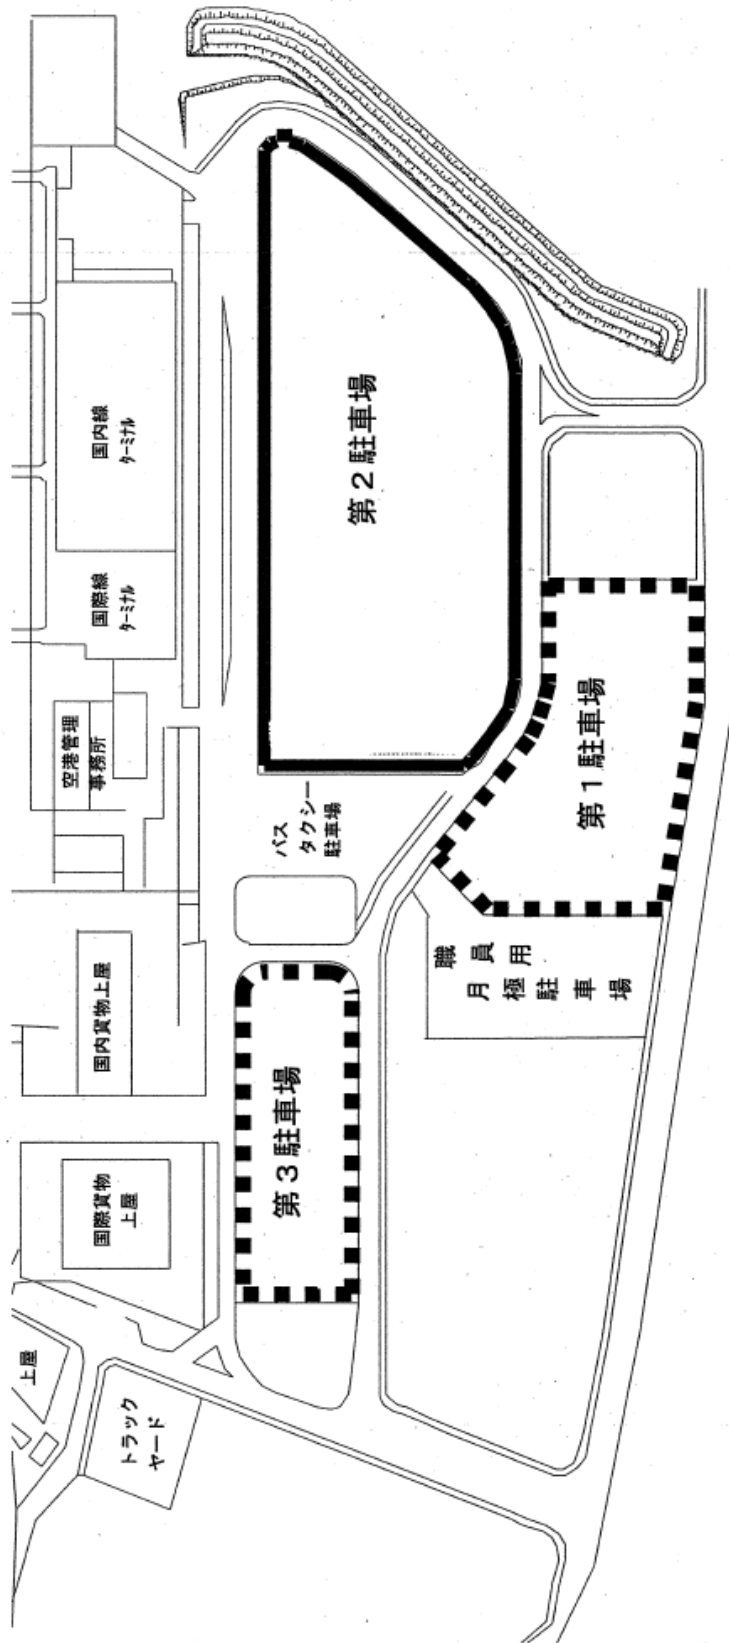 国内線
ターミナル
国際線
ターミナル
空港管理
事務所
国内貨物上屋
国際貨物
上屋
上屋
トラック
ヤード
第2駐車場
バス
タクシー
駐車場
第3駐車場
第1駐車場
職員用
月極駐車場